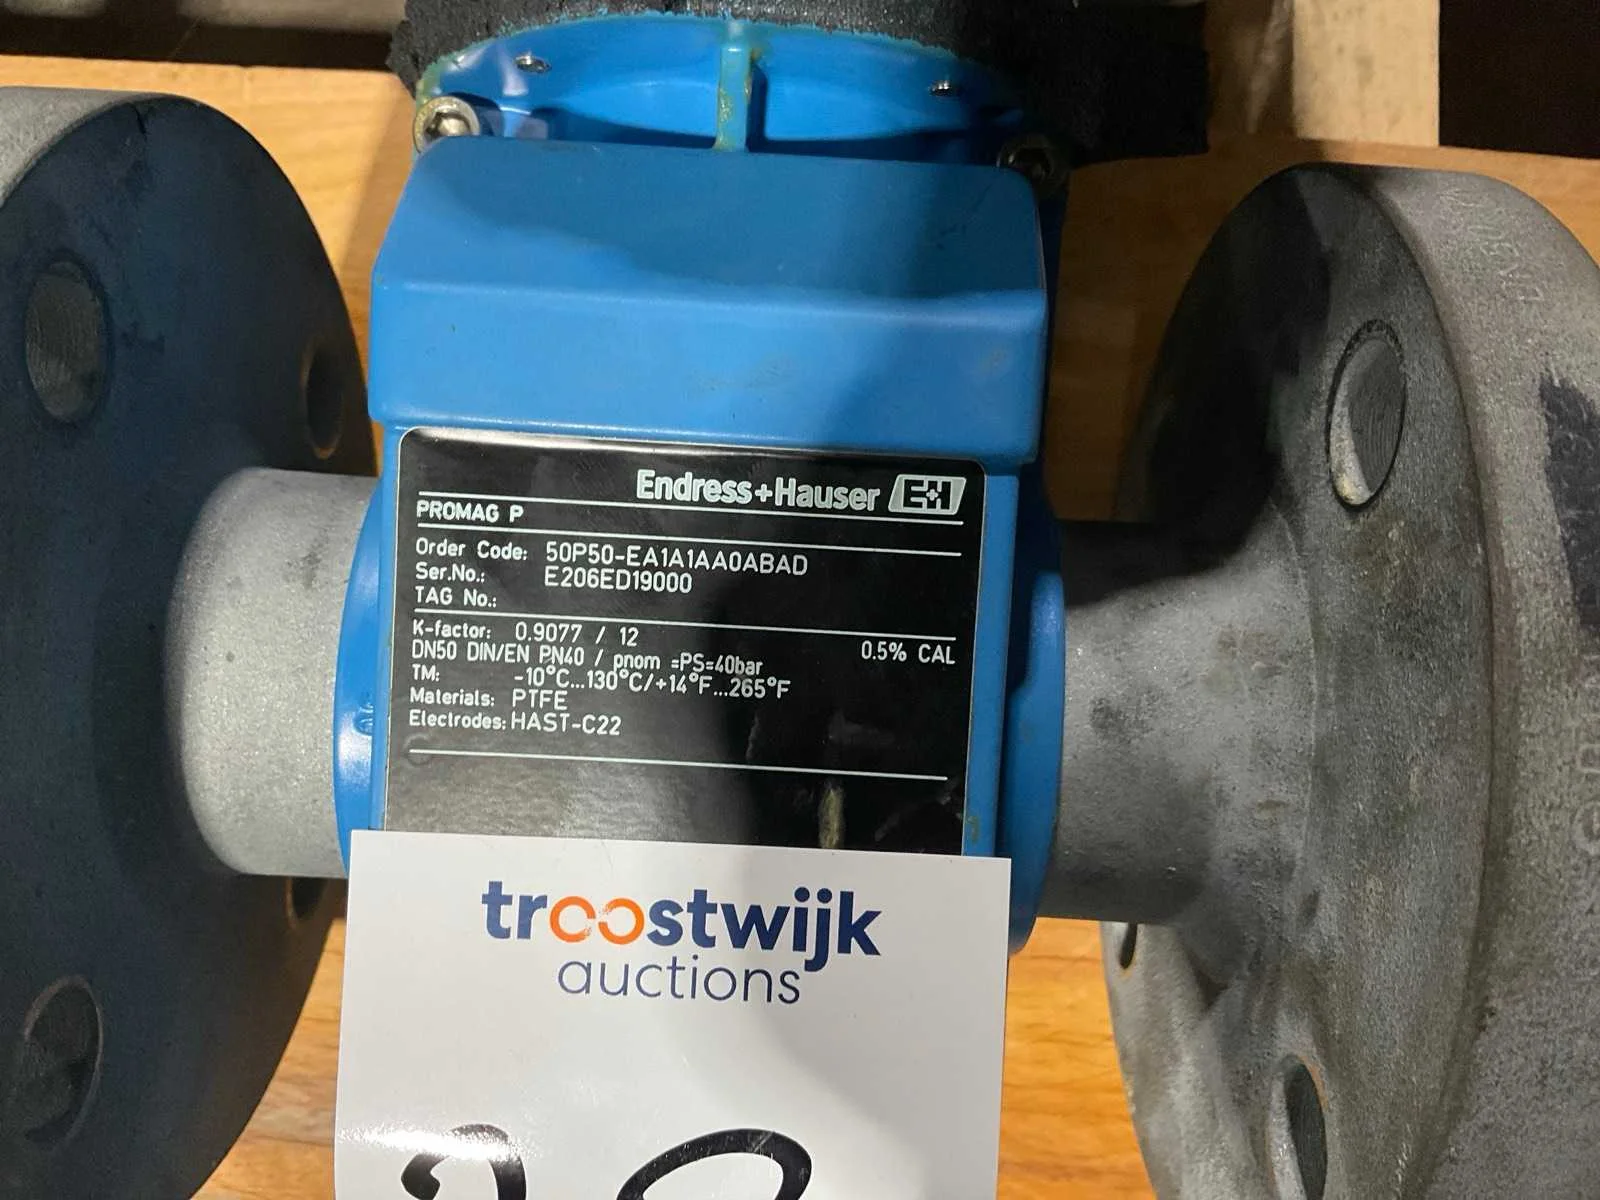 Endress+Hauser E+H
PROMAG P
Order Code: 50P50-EA1A1AA0ABAD
Ser.No.: E206ED19000
TAG No.:
K-factor: 0.9077 / 12 0.5% CAL
DN50 DIN/EN PN40 / pnom =PS=40bar
TM: -10°C...130°C/+14°F...265°F
Materials: PTFE
Electrodes: HAST-C22
troostwijk
auctions